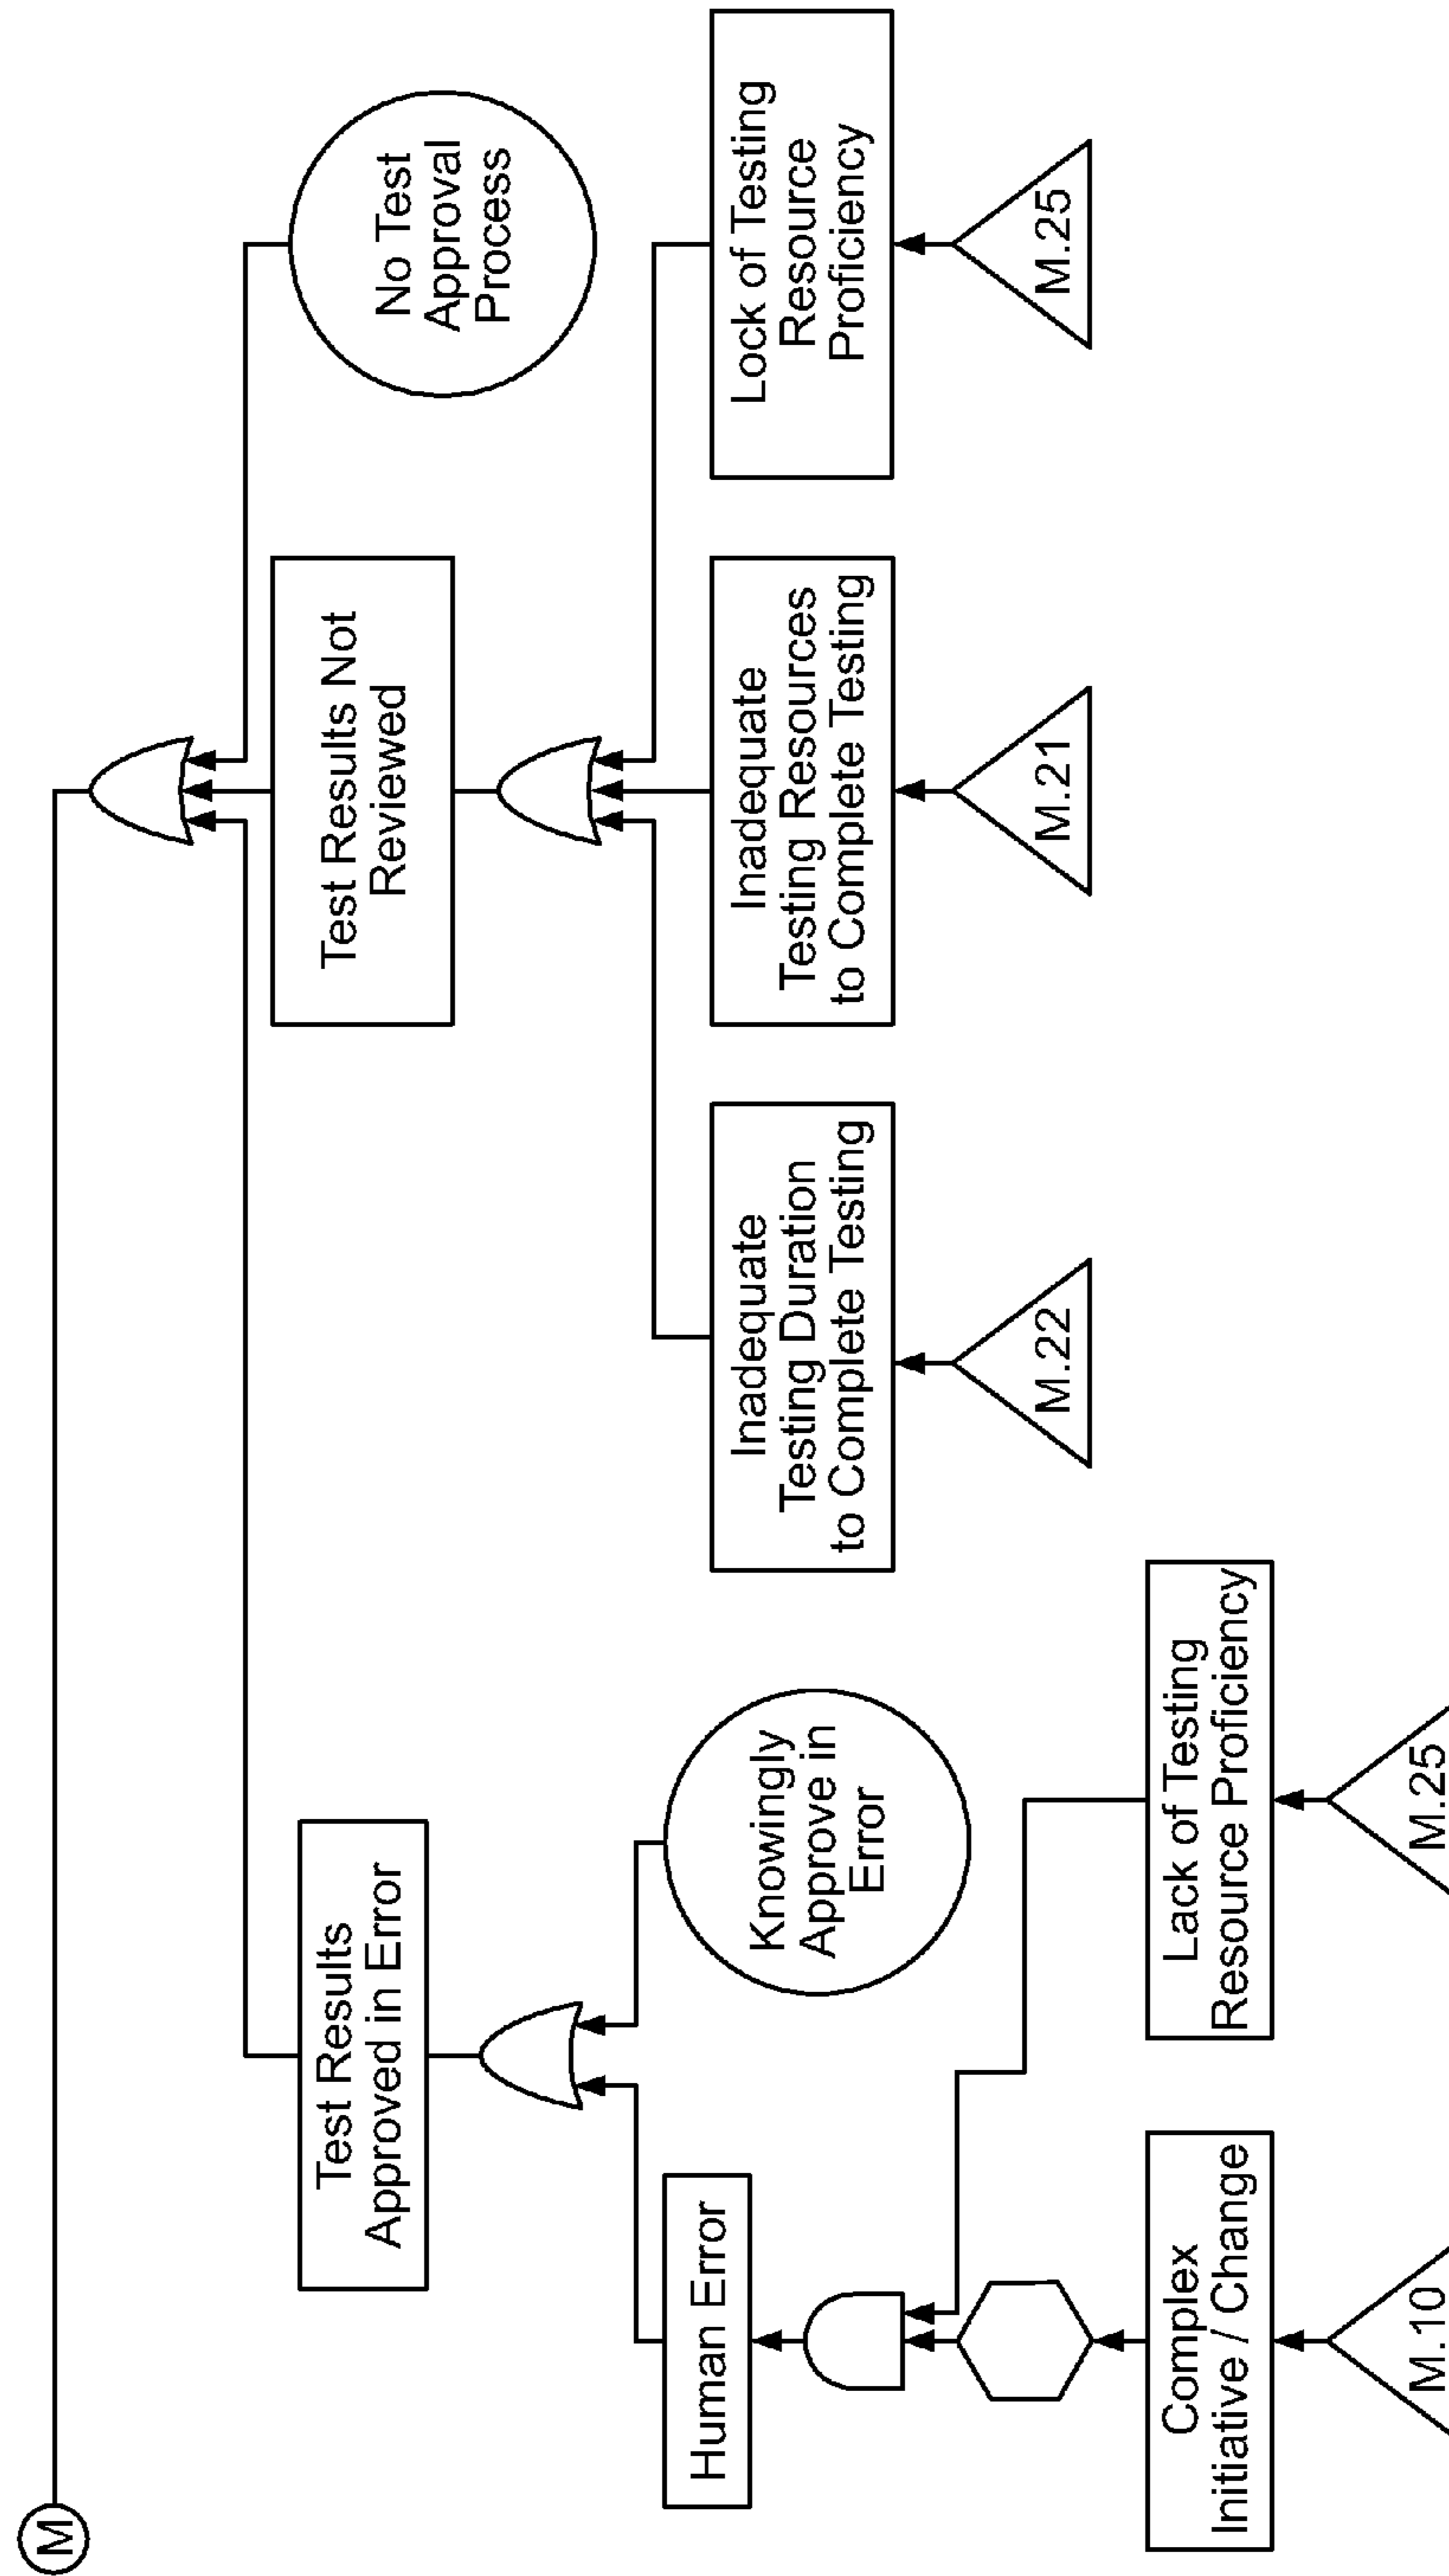 M
Test Results
Approved in Error
Test Results Not
Reviewed
No Test
Approval
Process
Human Error
Knowingly
Approve in
Error
Inadequate
Testing Duration
to Complete Testing
Inadequate
Testing Resources
to Complete Testing
Lock of Testing
Resource
Proficiency
M.22
M.21
M.25
Complex
Initiative / Change
Lack of Testing
Resource Proficiency
M.10
M.25